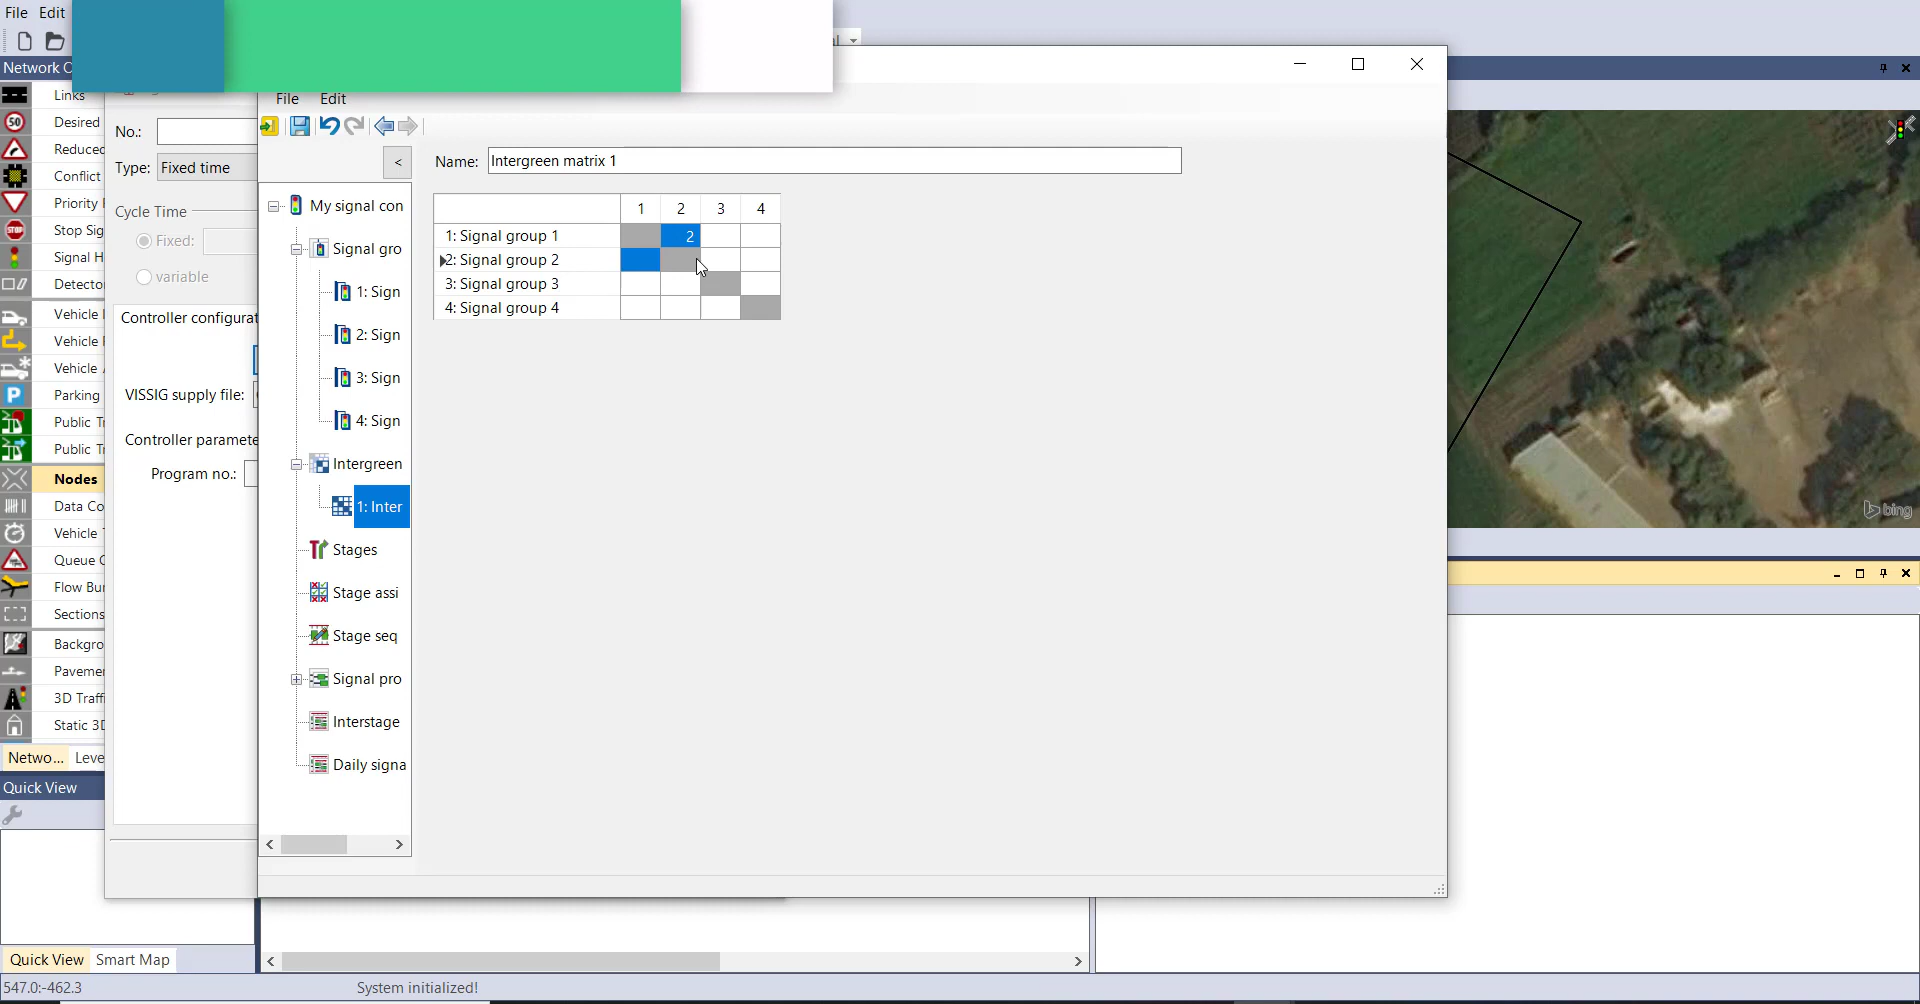 File Edit
Network O
Links
Desired
Reduced
Conflict
Priority
Stop Sig
Signal H
Detector
Vehicle
Vehicle
Vehicle
Parking
Public
Public
Nodes
Data Co
Vehicle
Queue
Flow Bun
Sections
Backgro
Paveme
3D Traff
Static 3D
Netwo... Leve
Quick View
Quick View Smart Map
547.0:-462.3
System initialized!
No.:
Type: Fixed time
Cycle Time
Fixed:
variable
Controller configurat
VISSIG supply file:
Controller paramete
Program no.:
File Edit
<
My signal con
Signal gro
1: Sign
2: Sign
3: Sign
4: Sign
Intergreen
1: Inter
Stages
Stage assi
Stage seq
Signal pro
Interstage
Daily signa
Name: Intergreen matrix 1
1 2 3 4
1: Signal group 1 2
2: Signal group 2
3: Signal group 3
4: Signal group 4
bing